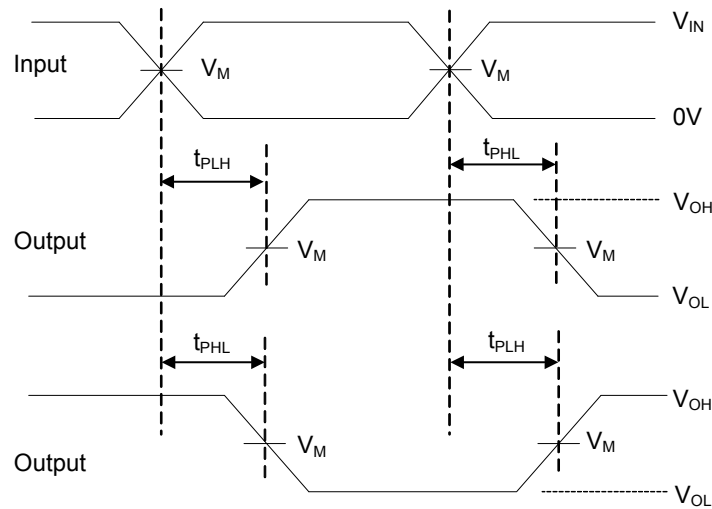 V_IN
Input
V_M
V_M
0V
t_PLH
t_PHL
V_OH
Output
V_M
V_M
V_OL
t_PHL
t_PLH
V_OH
V_M
V_M
Output
V_OL